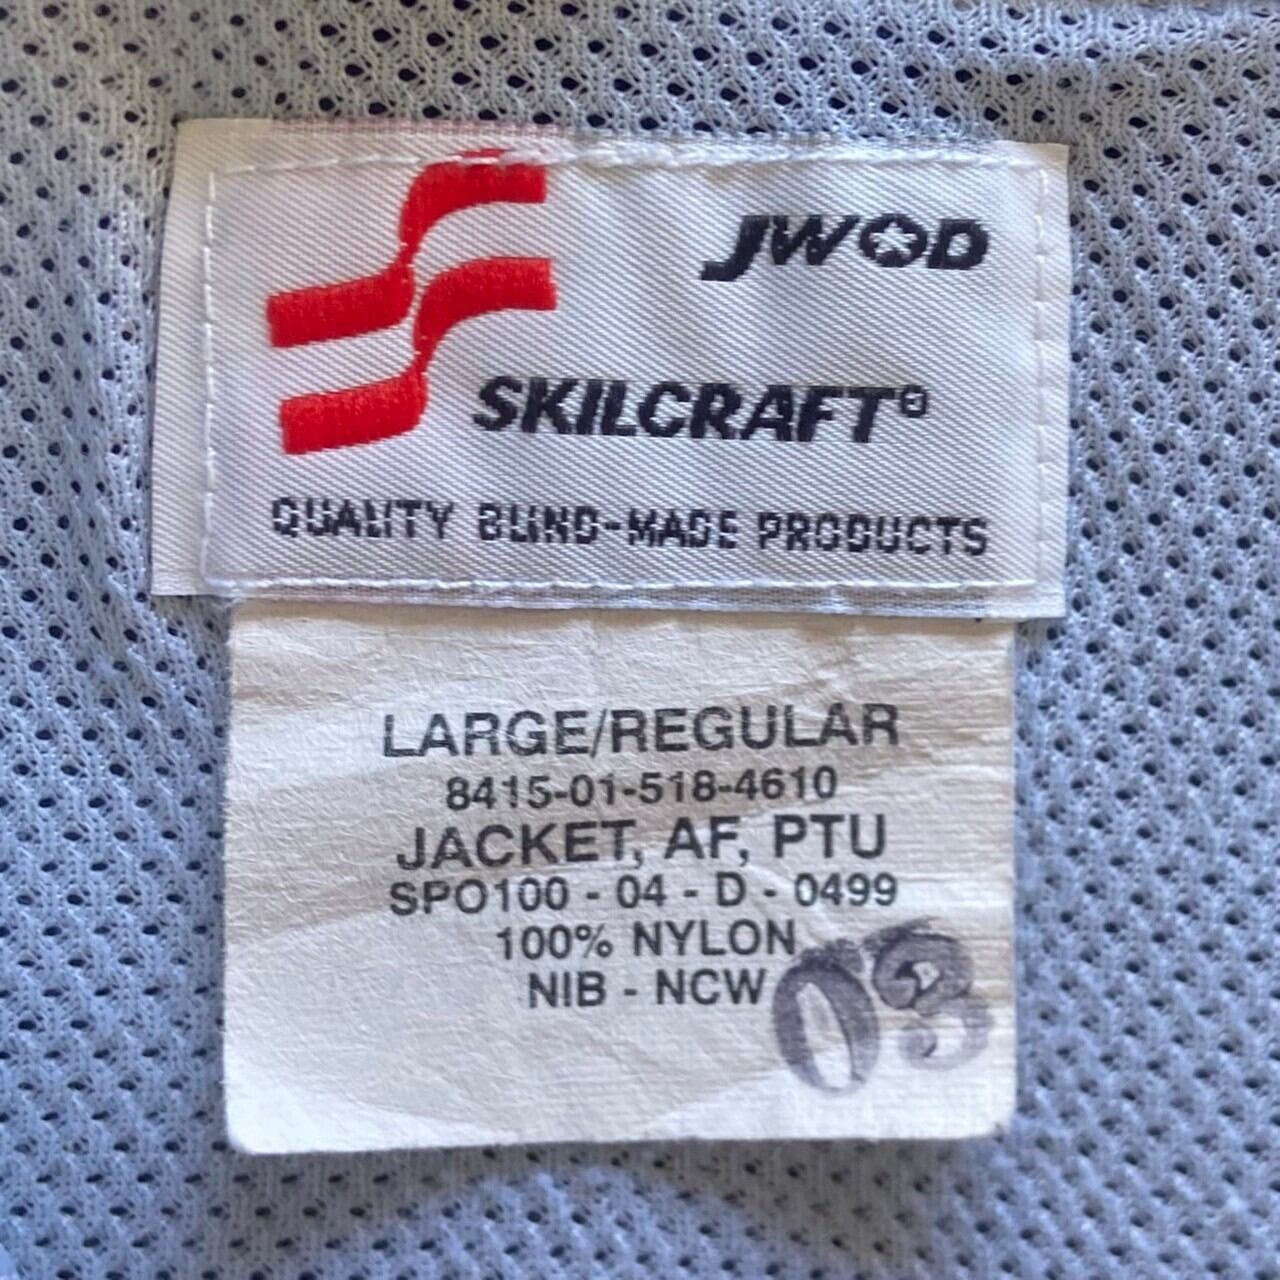 JWOD
SKILCRAFT®
QUALITY BLIND-MADE PRODUCTS
LARGE/REGULAR
8415-01-518-4610
JACKET, AF, PTU
SPO100 - 04 - D - 0499
100% NYLON
NIB - NCW
03